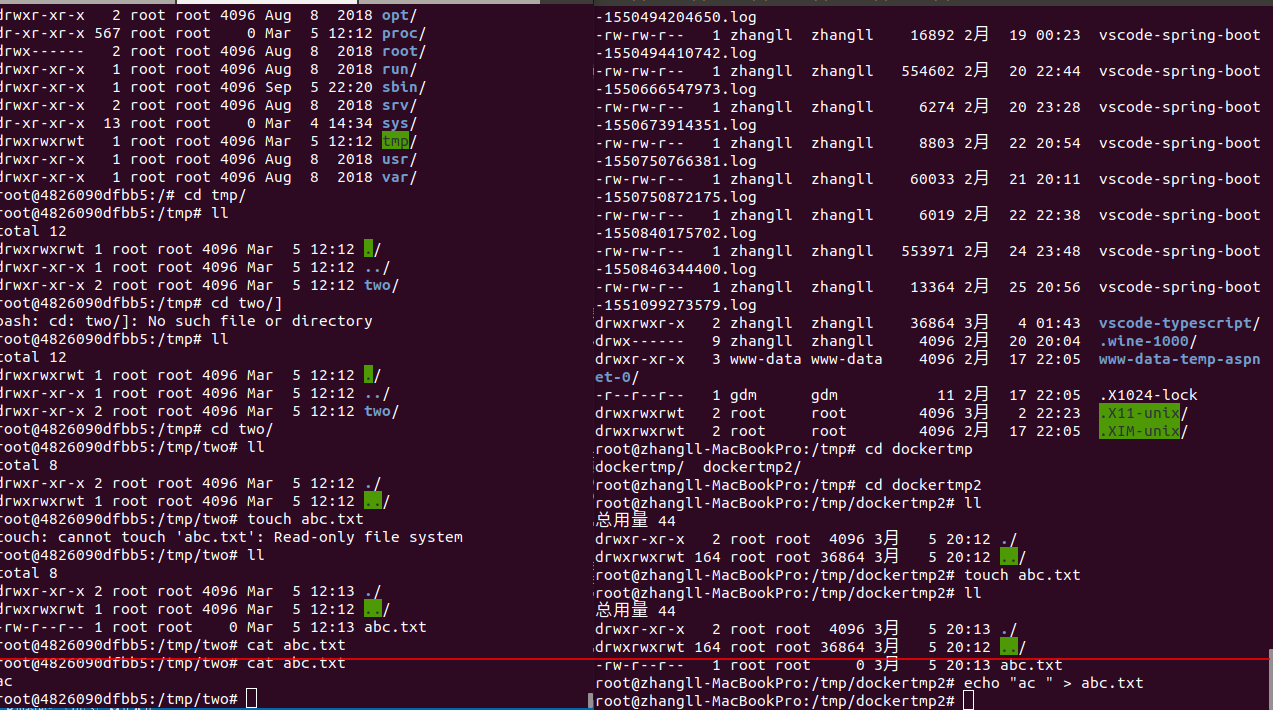 drwxr-xr-x   2 root root 4096 Aug  8  2018 opt/
dr-xr-xr-x 567 root root    0 Mar  5 12:12 proc/
drwx------   2 root root 4096 Aug  8  2018 root/
drwxr-xr-x   1 root root 4096 Aug  8  2018 run/
drwxr-xr-x   1 root root 4096 Sep  5 22:20 sbin/
drwxr-xr-x   2 root root 4096 Aug  8  2018 srv/
dr-xr-xr-x  13 root root    0 Mar  4 14:34 sys/
drwxrwxrwt   1 root root 4096 Mar  5 12:12 tmp/
drwxr-xr-x   1 root root 4096 Aug  8  2018 usr/
drwxr-xr-x   1 root root 4096 Aug  8  2018 var/
root@4826090dfbb5:/# cd tmp/
root@4826090dfbb5:/tmp# ll
total 12
drwxrwxrwt 1 root root 4096 Mar  5 12:12 ./
drwxr-xr-x 1 root root 4096 Mar  5 12:12 ../
drwxr-xr-x 2 root root 4096 Mar  5 12:12 two/
root@4826090dfbb5:/tmp# cd two/]
bash: cd: two/]: No such file or directory
root@4826090dfbb5:/tmp# ll
total 12
drwxrwxrwt 1 root root 4096 Mar  5 12:12 ./
drwxr-xr-x 1 root root 4096 Mar  5 12:12 ../
drwxr-xr-x 2 root root 4096 Mar  5 12:12 two/
root@4826090dfbb5:/tmp# cd two/
root@4826090dfbb5:/tmp/two# ll
total 8
drwxr-xr-x 2 root root 4096 Mar  5 12:12 ./
drwxrwxrwt 1 root root 4096 Mar  5 12:12 ../
root@4826090dfbb5:/tmp/two# touch abc.txt
touch: cannot touch 'abc.txt': Read-only file system
root@4826090dfbb5:/tmp/two# ll
total 8
drwxr-xr-x 2 root root 4096 Mar  5 12:13 ./
drwxrwxrwt 1 root root 4096 Mar  5 12:12 ../
-rw-r--r-- 1 root root    0 Mar  5 12:13 abc.txt
root@4826090dfbb5:/tmp/two# cat abc.txt
root@4826090dfbb5:/tmp/two# cat abc.txt
ac
root@4826090dfbb5:/tmp/two#
-1550494204650.log
-rw-rw-r--   1 zhangll  zhangll    16892 2月  19 00:23  vscode-spring-boot
-1550494410742.log
-rw-rw-r--   1 zhangll  zhangll   554602 2月  20 22:44  vscode-spring-boot
-1550666547973.log
-rw-rw-r--   1 zhangll  zhangll     6274 2月  20 23:28  vscode-spring-boot
-1550673914351.log
-rw-rw-r--   1 zhangll  zhangll     8803 2月  22 20:54  vscode-spring-boot
-1550750766381.log
-rw-rw-r--   1 zhangll  zhangll    60033 2月  21 20:11  vscode-spring-boot
-1550750872175.log
-rw-rw-r--   1 zhangll  zhangll     6019 2月  22 22:38  vscode-spring-boot
-1550840175702.log
-rw-rw-r--   1 zhangll  zhangll   553971 2月  24 23:48  vscode-spring-boot
-1550846344400.log
-rw-rw-r--   1 zhangll  zhangll    13364 2月  25 20:56  vscode-spring-boot
-1551099273579.log
drwxrwxr-x   2 zhangll  zhangll    36864 3月   4 01:43  vscode-typescript/
drwx------   9 zhangll  zhangll     4096 2月  20 20:04  .wine-1000/
drwxr-xr-x   3 www-data www-data    4096 2月  17 22:05  www-data-temp-aspn
et-0/
-r--r--r--   1 gdm      gdm           11 2月  17 22:05  .X1024-lock
drwxrwxrwt   2 root     root        4096 3月   2 22:23  .X11-unix/
drwxrwxrwt   2 root     root        4096 2月  17 22:05  .XIM-unix/
root@zhangll-MacBookPro:/tmp# cd dockertmp
dockertmp/  dockertmp2/
root@zhangll-MacBookPro:/tmp# cd dockertmp2
root@zhangll-MacBookPro:/tmp/dockertmp2# ll
总用量 44
drwxr-xr-x   2 root root  4096 3月   5 20:12 ./
drwxrwxrwt 164 root root 36864 3月   5 20:12 ../
root@zhangll-MacBookPro:/tmp/dockertmp2# touch abc.txt
root@zhangll-MacBookPro:/tmp/dockertmp2# ll
总用量 44
drwxr-xr-x   2 root root  4096 3月   5 20:13 ./
drwxrwxrwt 164 root root 36864 3月   5 20:12 ../
-rw-r--r--   1 root root     0 3月   5 20:13 abc.txt
root@zhangll-MacBookPro:/tmp/dockertmp2# echo "ac " > abc.txt
root@zhangll-MacBookPro:/tmp/dockertmp2#